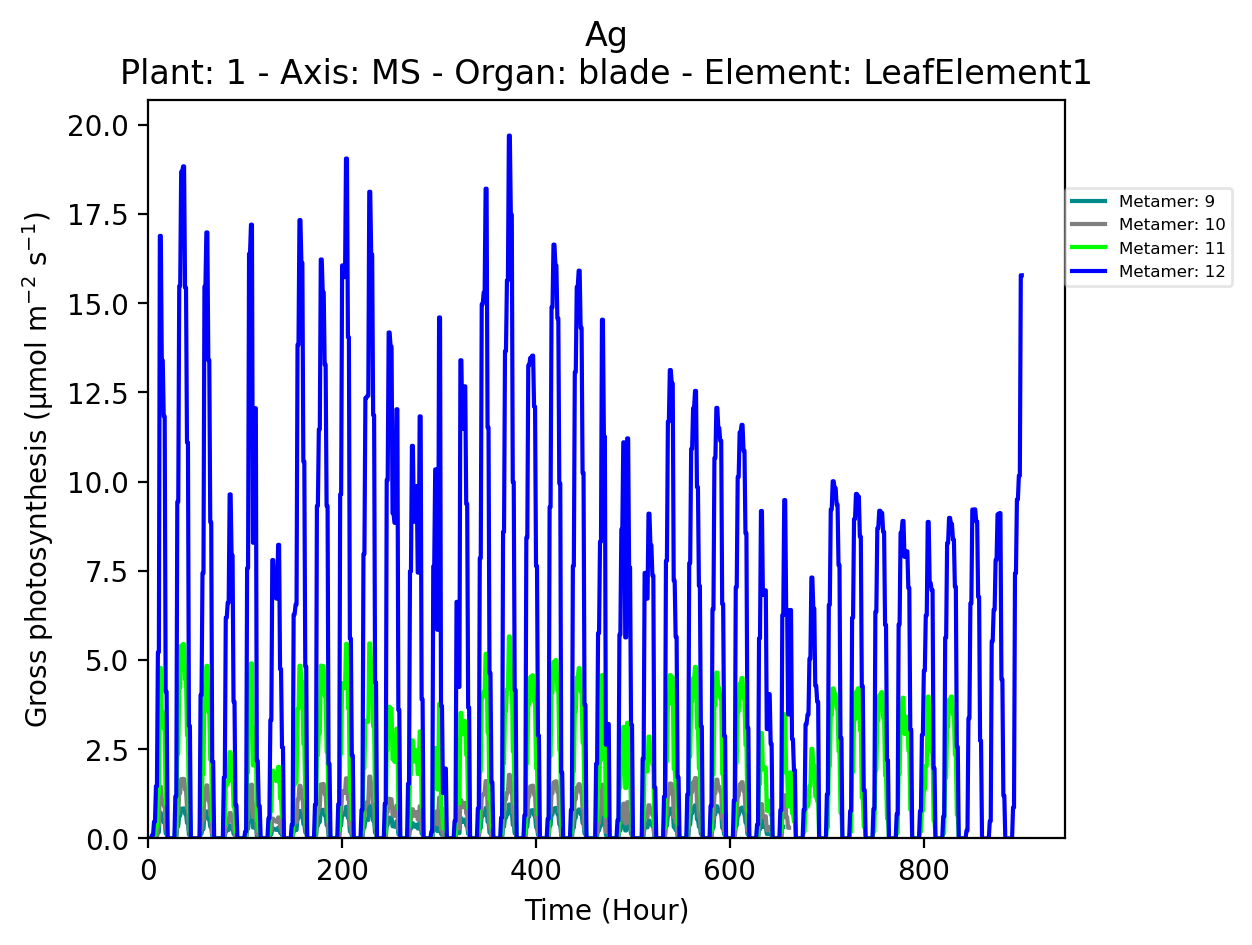 Ag
Plant: 1 - Axis: MS - Organ: blade - Element: LeafElement1
Gross photosynthesis (µmol m⁻² s⁻¹)
20.0
17.5
15.0
12.5
10.0
7.5
5.0
2.5
0.0
0 200 400 600 800
Time (Hour)
Metamer: 9
Metamer: 10
Metamer: 11
Metamer: 12